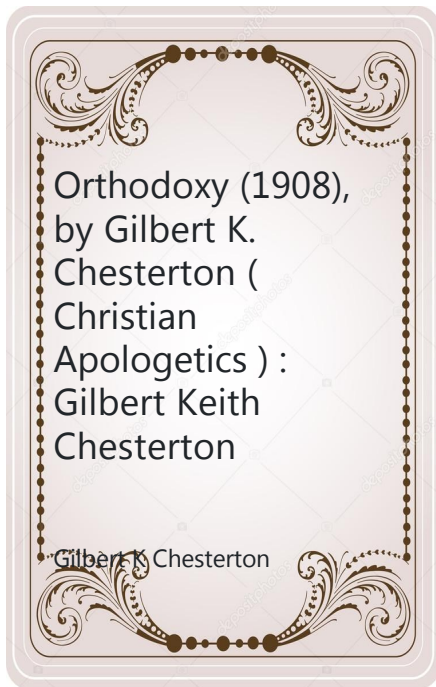 Orthodoxy (1908),
by Gilbert K.
Chesterton (
Christian
Apologetics ) :
Gilbert Keith
Chesterton
Gilbert K Chesterton